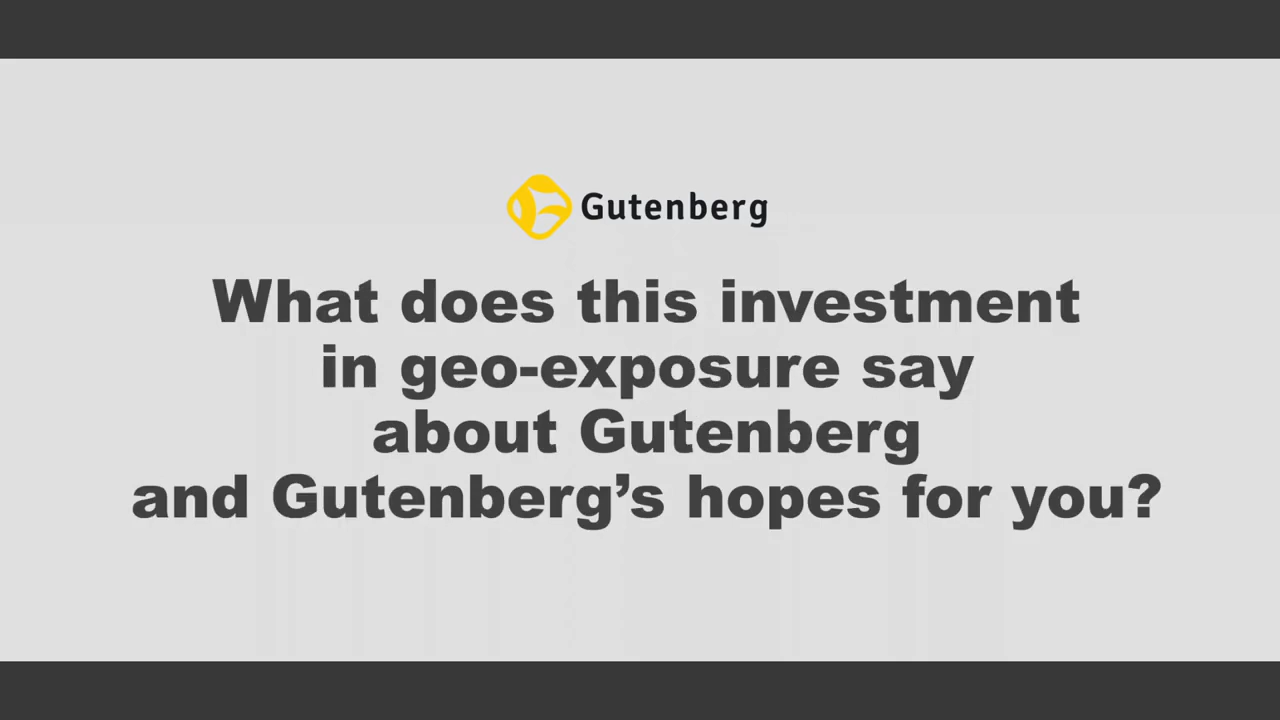 Gutenberg
What does this investment
in geo-exposure say
about Gutenberg
and Gutenberg’s hopes for you?